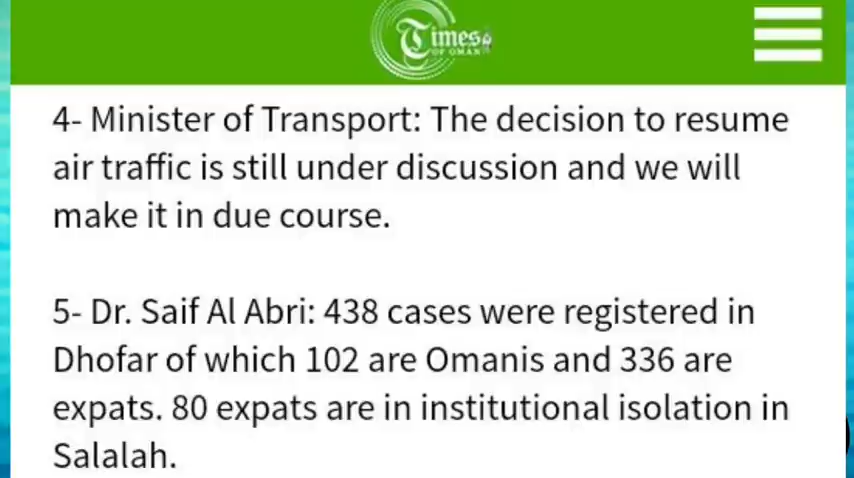 Times
OF OMAN
4- Minister of Transport: The decision to resume
air traffic is still under discussion and we will
make it in due course.
5- Dr. Saif Al Abri: 438 cases were registered in
Dhofar of which 102 are Omanis and 336 are
expats. 80 expats are in institutional isolation in
Salalah.